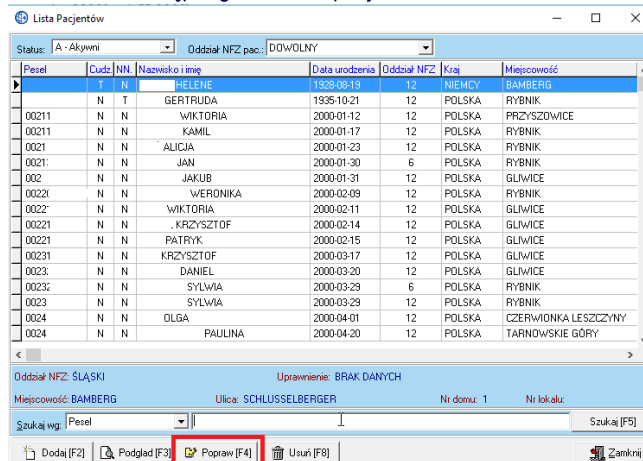 Lista Pacjentów
Status: A - Akywni Oddział NFZ pac.: DOWOLNY
Pesel Cudz. NN. Nazwisko i imię Data urodzenia Oddział NFZ Kraj Miejscowość
T N HELENE 1928-08-19 12 NIEMCY BAMBERG
N T GERTRUDA 1935-10-21 12 POLSKA RYBNIK
00211 N N WIKTORIA 2000-01-12 12 POLSKA PRZYSZOWICE
00211 N N KAMIL 2000-01-17 12 POLSKA RYBNIK
0021 N N ALICJA 2000-01-23 12 POLSKA RYBNIK
0021 N N JAN 2000-01-30 6 POLSKA RYBNIK
002 N N JAKUB 2000-01-31 12 POLSKA GLIWICE
0022 N N WERONIKA 2000-02-09 12 POLSKA RYBNIK
0022 N N WIKTORIA 2000-02-11 12 POLSKA GLIWICE
00221 N N KRZYSZTOF 2000-02-14 12 POLSKA GLIWICE
00221 N N PATRYK 2000-02-15 12 POLSKA GLIWICE
00231 N N KRZYSZTOF 2000-03-17 12 POLSKA GLIWICE
0023 N N DANIEL 2000-03-20 12 POLSKA GLIWICE
0023 N N SYLWIA 2000-03-29 6 POLSKA RYBNIK
0023 N N SYLWIA 2000-03-29 12 POLSKA RYBNIK
0024 N N OLGA 2000-04-01 12 POLSKA CZERWIONKA LESZCZYNY
0024 N N PAULINA 2000-04-20 12 POLSKA TARNOWSKIE GÓRY
Oddział NFZ: ŚLĄSKI Uprawnienie: BRAK DANYCH
Miejscowość: BAMBERG Ulica: SCHLUSSELBERGER Nr domu: 1 Nr lokalu:
Szukaj wg: Pesel Szukaj [F5]
Dodaj [F2] Podgląd [F3] Popraw [F4] Usuń [F8] Zamknij